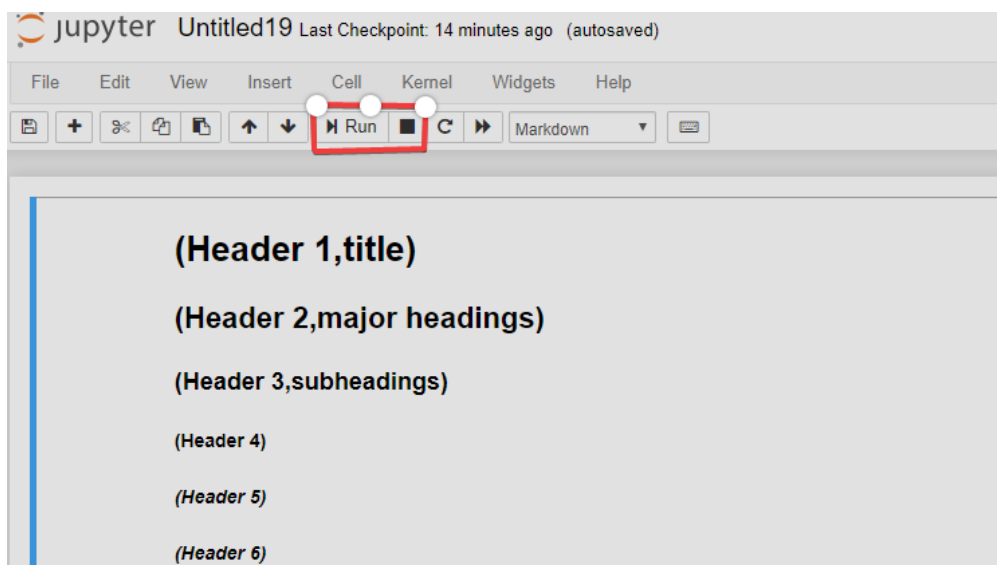 jupyter Untitled19 Last Checkpoint: 14 minutes ago (autosaved)
File Edit View Insert Cell Kernel Widgets Help
Run Markdown
(Header 1,title)
(Header 2,major headings)
(Header 3,subheadings)
(Header 4)
(Header 5)
(Header 6)